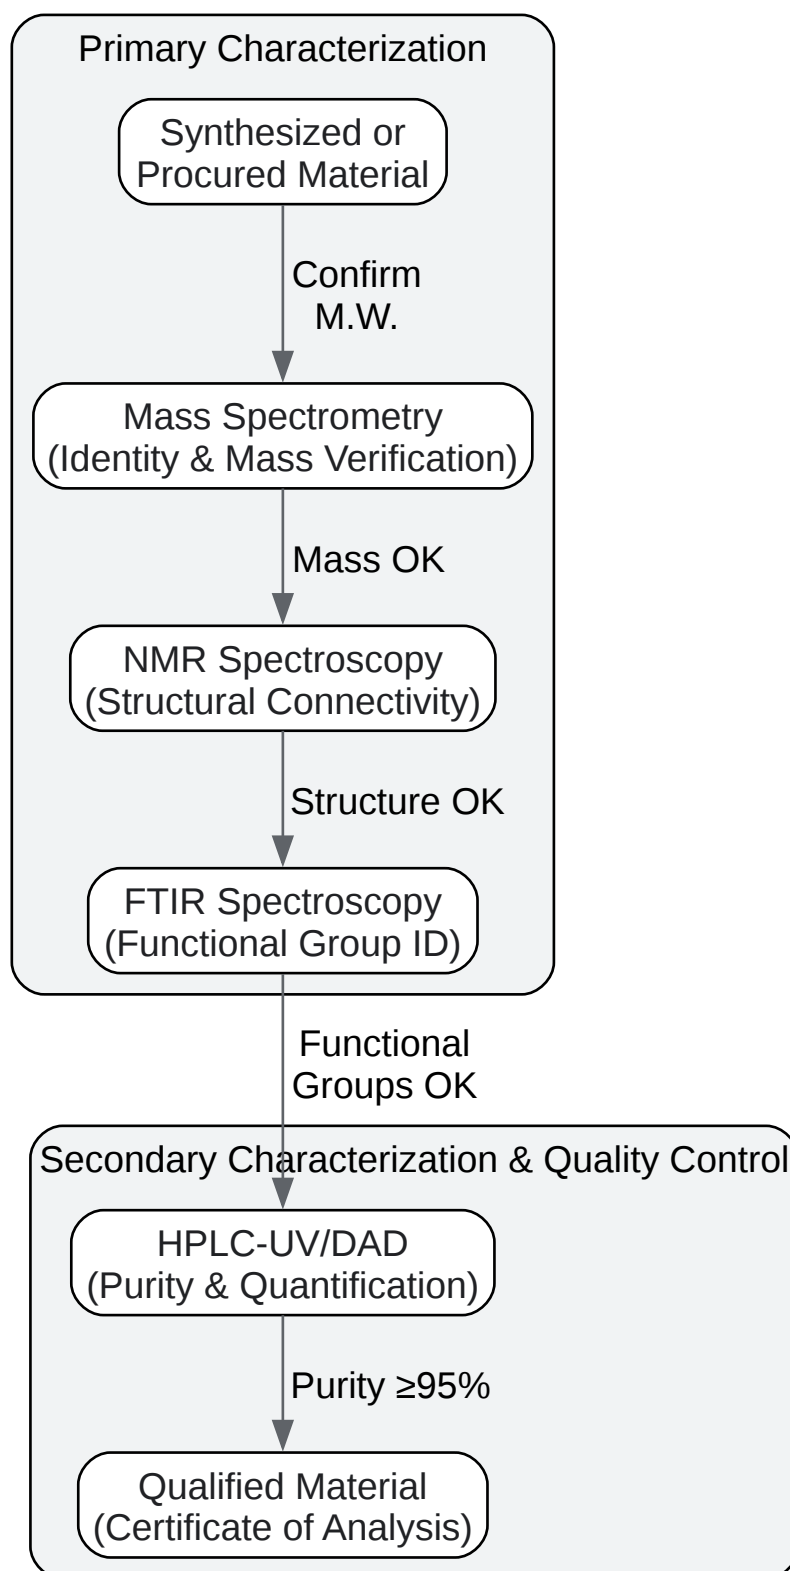 Primary Characterization
Synthesized or
Procured Material
Confirm
M.W.
Mass Spectrometry
(Identity & Mass Verification)
Mass OK
NMR Spectroscopy
(Structural Connectivity)
Structure OK
FTIR Spectroscopy
(Functional Group ID)
Functional
Groups OK
Secondary Characterization & Quality Control
HPLC-UV/DAD
(Purity & Quantification)
Purity ≥95%
Qualified Material
(Certificate of Analysis)